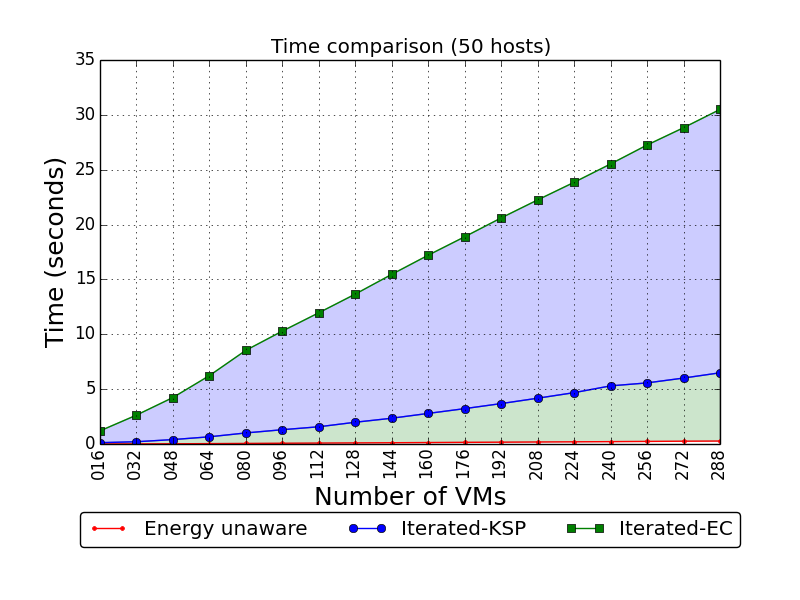 Time comparison (50 hosts)
35
30
25
20
15
10
5
0
Time (seconds)
016 032 048 064 080 096 112 128 144 160 176 192 208 224 240 256 272 288
Number of VMs
Energy unaware Iterated-KSP Iterated-EC